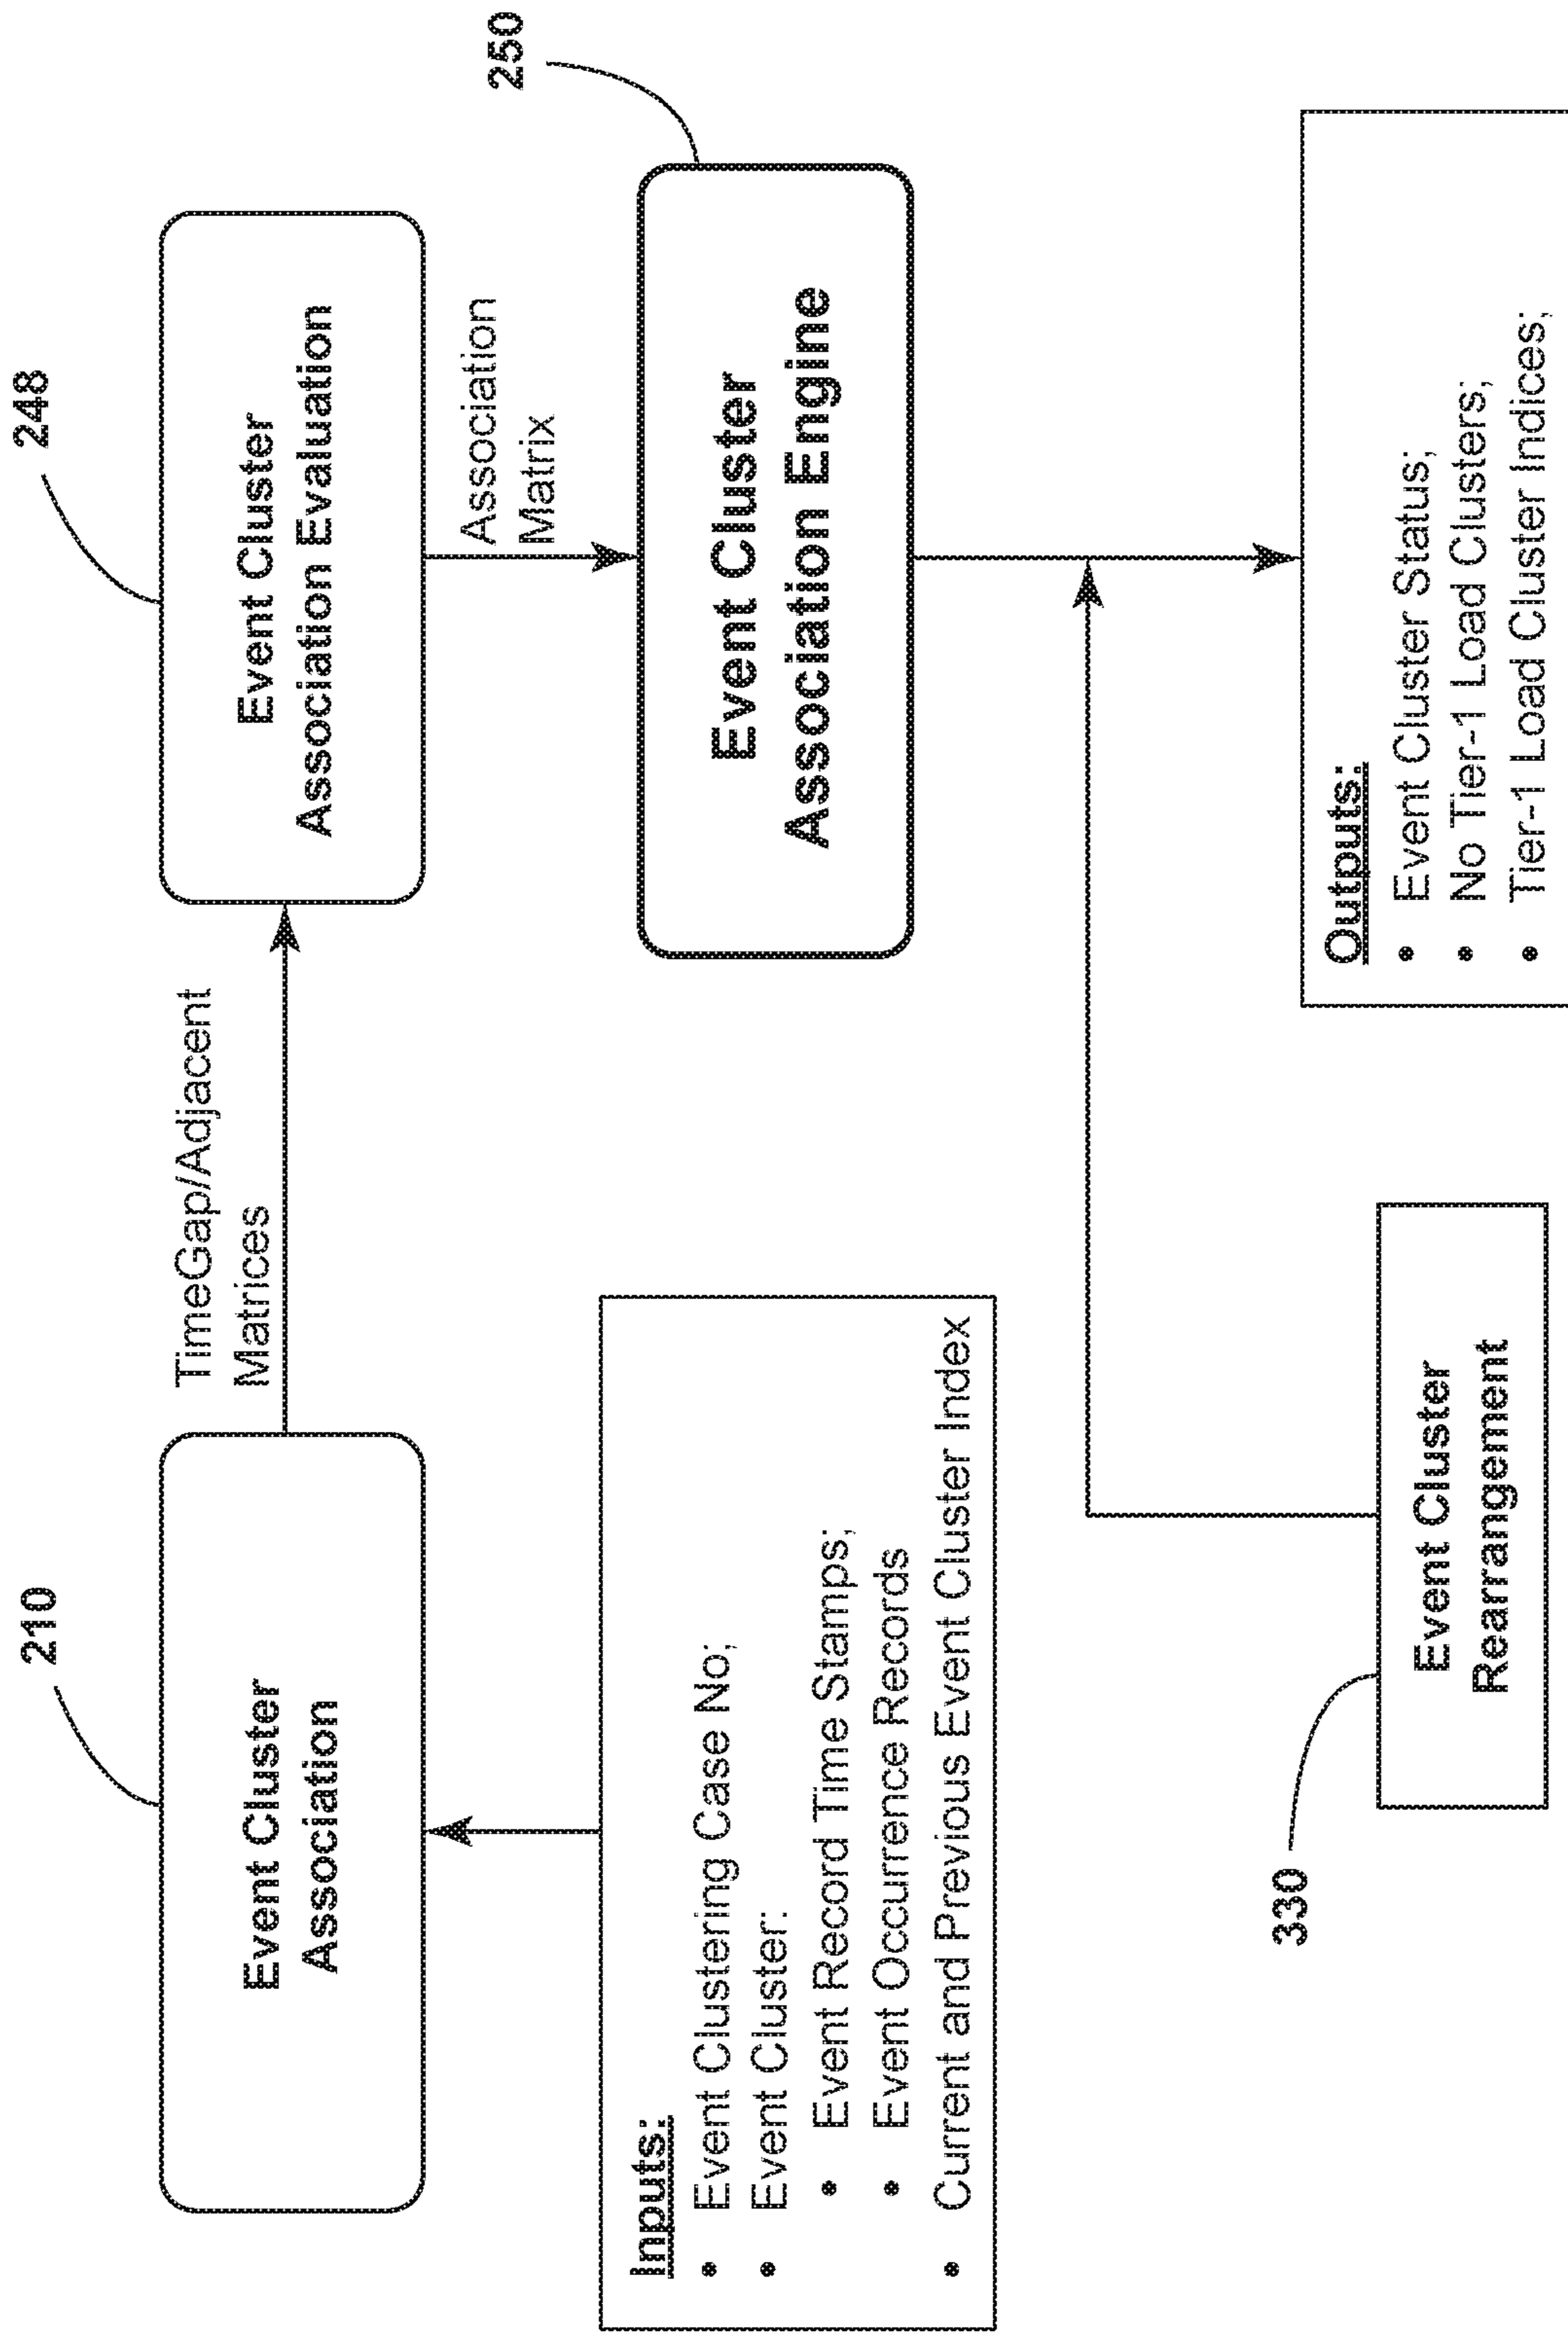 210
Event Cluster
Association
TimeGap/Adjacent
Matrices
248
Event Cluster
Association Evaluation
Association
Matrix
Inputs:
• Event Clustering Case No;
• Event Cluster:
• Event Record Time Stamps;
• Event Occurrence Records
• Current and Previous Event Cluster Index
250
Event Cluster
Association Engine
330
Event Cluster
Rearrangement
Outputs:
• Event Cluster Status;
• No Tier-1 Load Clusters;
• Tier-1 Load Cluster Indices;